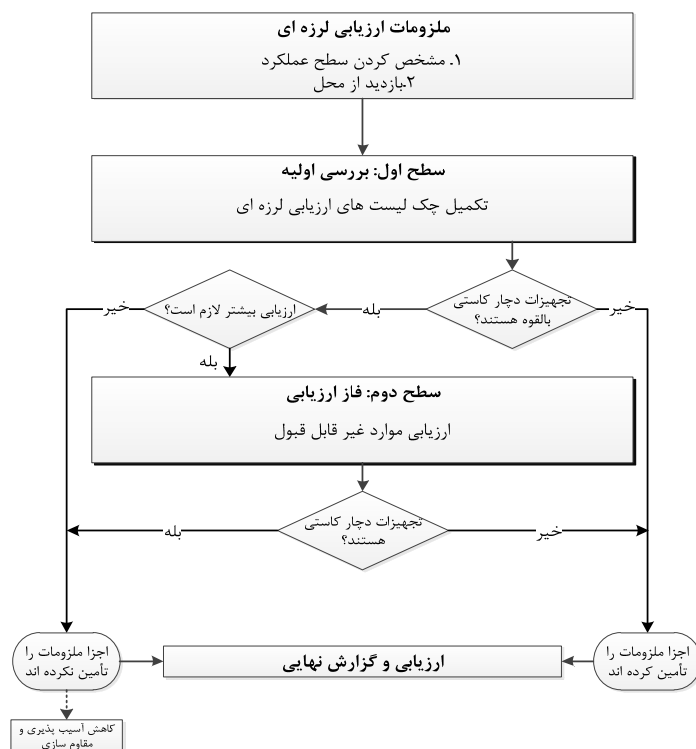 ملزومات ارزیابی لرزه ای
۱. مشخص کردن سطح عملکرد
۲.بازدید از محل
سطح اول: بررسی اولیه
تکمیل چک لیست های ارزیابی لرزه ای
تجهیزات دچار کاستی
بالقوه هستند؟
خیر
بله
ارزیابی بیشتر لازم است؟
خیر
بله
سطح دوم: فاز ارزیابی
ارزیابی موارد غیر قابل قبول
تجهیزات دچار کاستی
هستند؟
خیر
بله
اجزا ملزومات را
تأمین کرده اند
ارزیابی و گزارش نهایی
اجزا ملزومات را
تأمین نکرده اند
کاهش آسیب پذیری و
مقاوم سازی